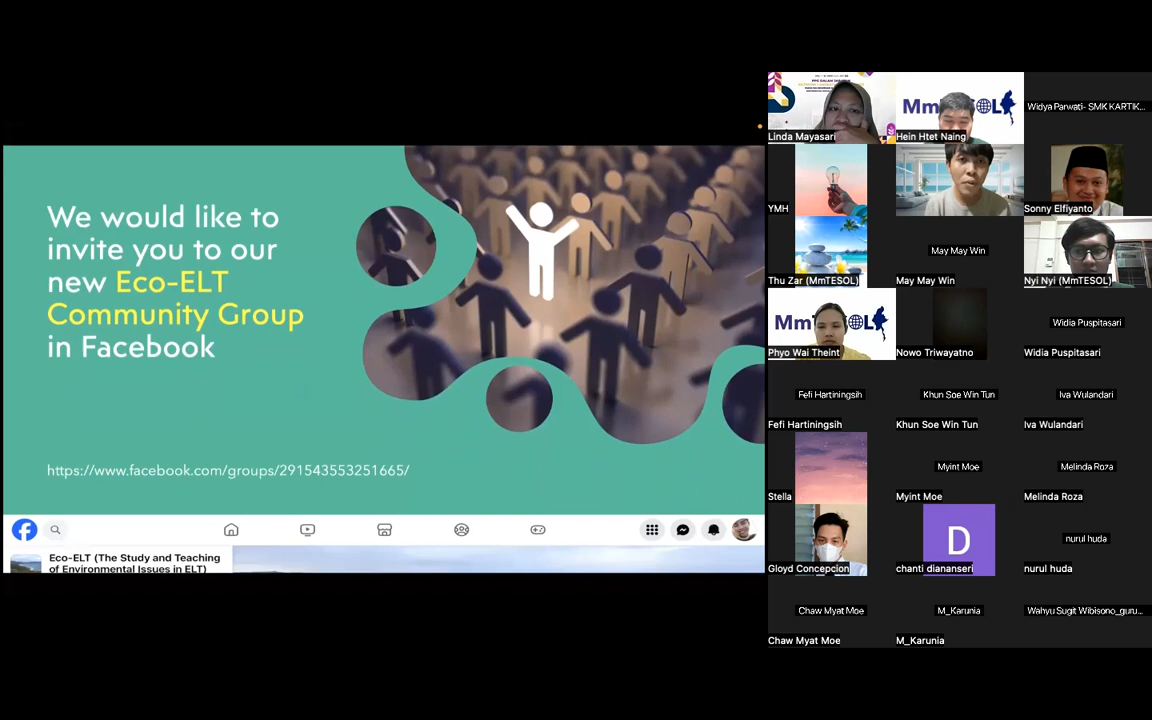 We would like to
invite you to our
new Eco-ELT
Community Group
in Facebook
https://www.facebook.com/groups/291543553251665/
Eco-ELT (The Study and Teaching
of Environmental Issues in ELT)
Linda Mayasari
Hein Htet Naing
Widya Parwati- SMK KARTIK...
YMH
Sonny Elfiyanto
Thu Zar (MmTESOL)
May May Win
May May Win
Nyi Nyi (MmTESOL)
Phyo Wai Theint
Nowo Triwayatno
Widia Puspitasari
Widia Puspitasari
Fefi Hartiningsih
Fefi Hartiningsih
Khun Soe Win Tun
Khun Soe Win Tun
Iva Wulandari
Iva Wulandari
Stella
Myint Moe
Myint Moe
Melinda Roza
Melinda Roza
Gloyd Concepcion
D
chanti diananseri
nurul huda
nurul huda
Chaw Myat Moe
Chaw Myat Moe
M_Karunia
M_Karunia
Wahyu Sugit Wibisono_guru...